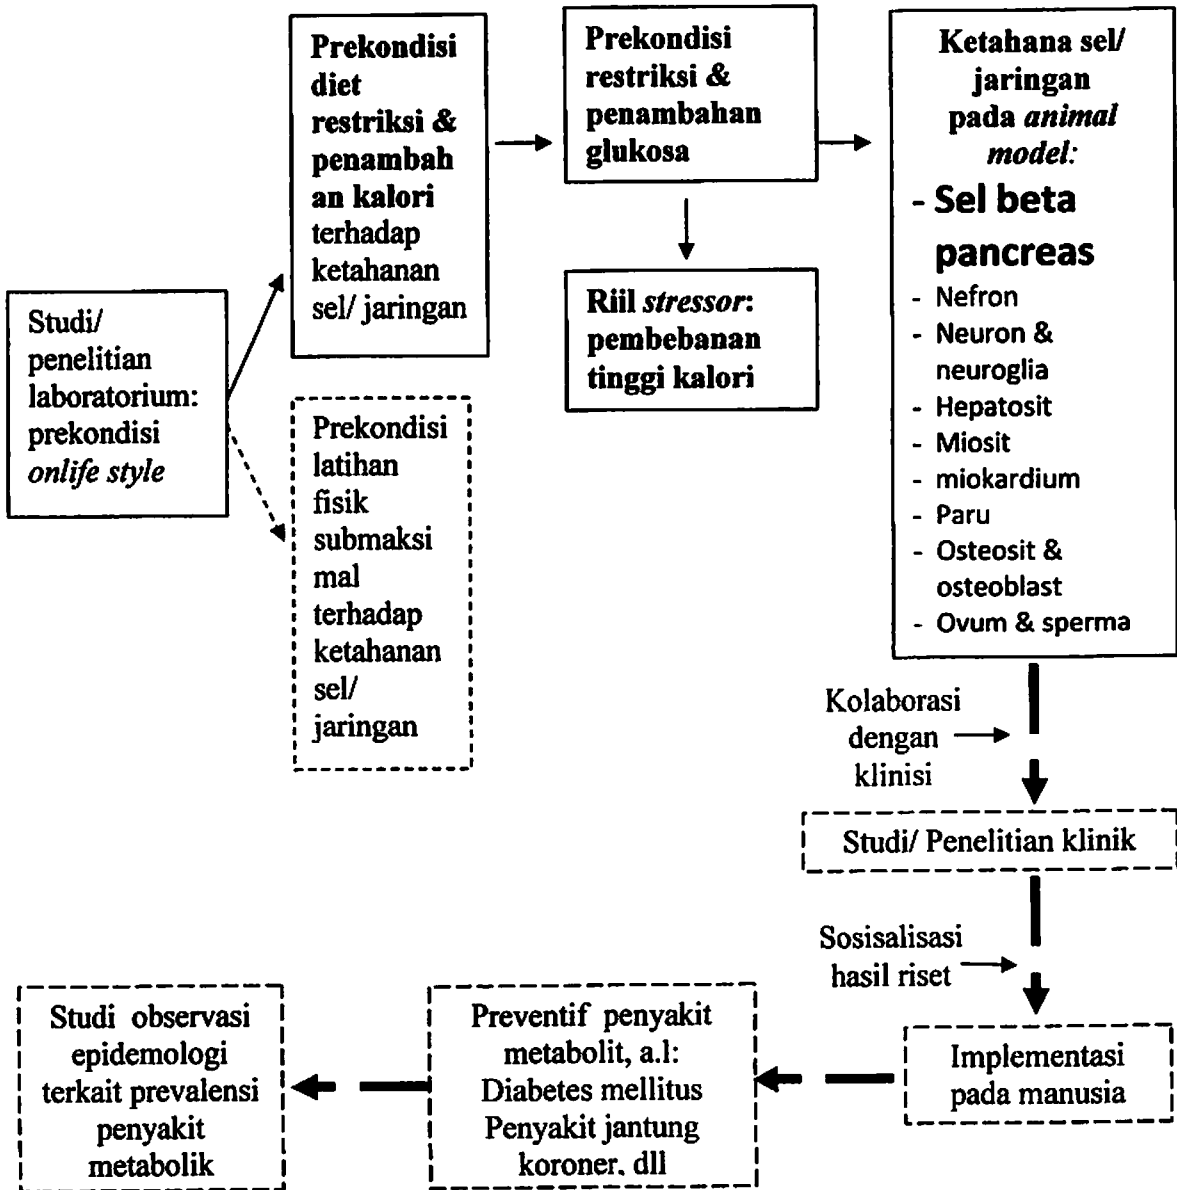 Studi/
penelitian
laboratorium:
prekondisi
onlife style
Prekondisi
diet
restriksi &
penambah
an kalori
terhadap
ketahanan
sel/ jaringan
Prekondisi
latihan
fisik
submaksi
mal
terhadap
ketahanan
sel/
jaringan
Prekondisi
restriksi &
penambahan
glukosa
Riil stressor:
pembebanan
tinggi kalori
Ketahana sel/
jaringan
pada animal
model:
- Sel beta
pancreas
- Nefron
- Neuron &
neuroglia
- Hepatosit
- Miosit
- miokardium
- Paru
- Osteosit &
osteoblast
- Ovum & sperma
Kolaborasi
dengan
klinisi
Studi/ Penelitian klinik
Sosisalisasi
hasil riset
Implementasi
pada manusia
Preventif penyakit
metabolit, a.l:
Diabetes mellitus
Penyakit jantung
koroner, dll
Studi observasi
epidemologi
terkait prevalensi
penyakit
metabolik